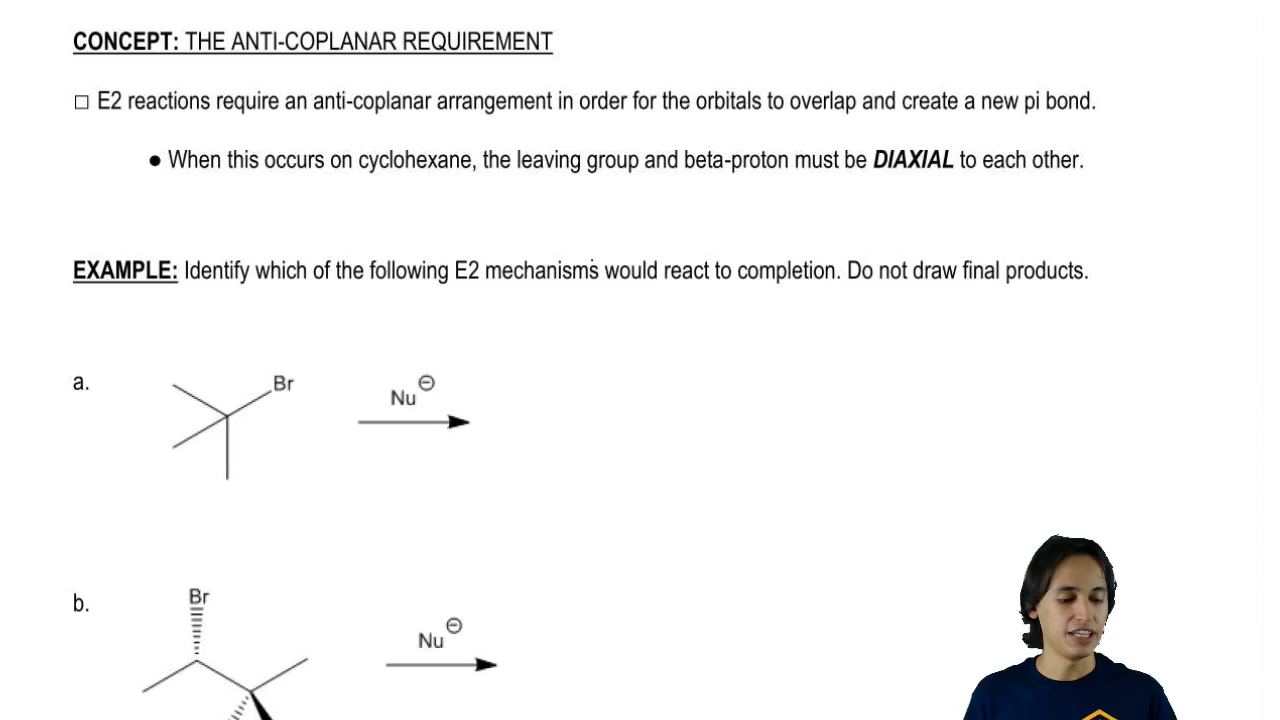 CONCEPT: THE ANTI-COPLANAR REQUIREMENT
□ E2 reactions require an anti-coplanar arrangement in order for the orbitals to overlap and create a new pi bond.
● When this occurs on cyclohexane, the leaving group and beta-proton must be DIAXIAL to each other.
EXAMPLE: Identify which of the following E2 mechanisms would react to completion. Do not draw final products.
a.
Br
Nu ⊖
b.
Br
Nu ⊖